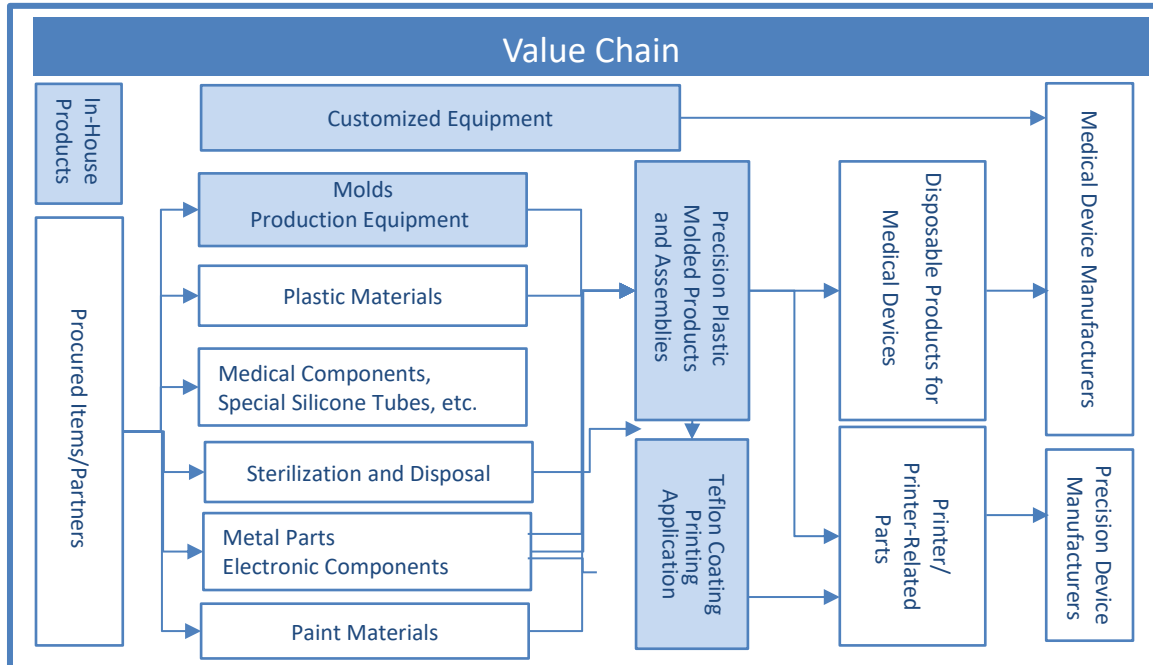 Value Chain
In-House
Products
Procured Items/Partners
Customized Equipment
Molds
Production Equipment
Plastic Materials
Medical Components,
Special Silicone Tubes, etc.
Sterilization and Disposal
Metal Parts
Electronic Components
Paint Materials
Precision Plastic
Molded Products
and Assemblies
Teflon Coating
Printing
Application
Disposable Products for
Medical Devices
Printer/
Printer-Related
Parts
Medical Device Manufacturers
Precision Device
Manufacturers